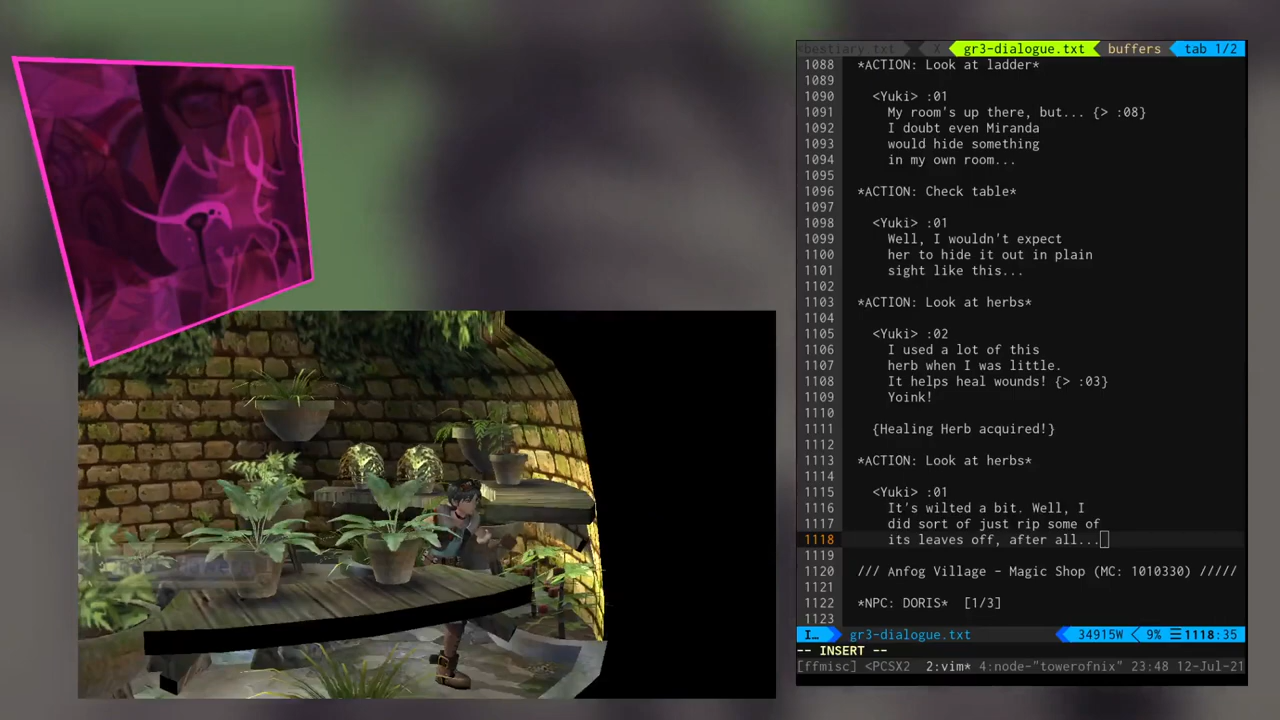 <bestiary.txt X gr3-dialogue.txt buffers tab 1/2
1088 *ACTION: Look at ladder*
1089
1090 <Yuki> :01
1091 My room's up there, but... {> :08}
1092 I doubt even Miranda
1093 would hide something
1094 in my own room...
1095
1096 *ACTION: Check table*
1097
1098 <Yuki> :01
1099 Well, I wouldn't expect
1100 her to hide it out in plain
1101 sight like this...
1102
1103 *ACTION: Look at herbs*
1104
1105 <Yuki> :02
1106 I used a lot of this
1107 herb when I was little.
1108 It helps heal wounds! {> :03}
1109 Yoink!
1110
1111 {Healing Herb acquired!}
1112
1113 *ACTION: Look at herbs*
1114
1115 <Yuki> :01
1116 It's wilted a bit. Well, I
1117 did sort of just rip some of
1118 its leaves off, after all...
1119
1120 /// Anfog Village - Magic Shop (MC: 1010330) /////
1121
1122 *NPC: DORIS* [1/3]
1123
I… gr3-dialogue.txt 34915W 9% ☰1118:35
-- INSERT --
[ffmisc] <PCSX2 2:vim* 4:node-"towerofnix" 23:48 12-Jul-21